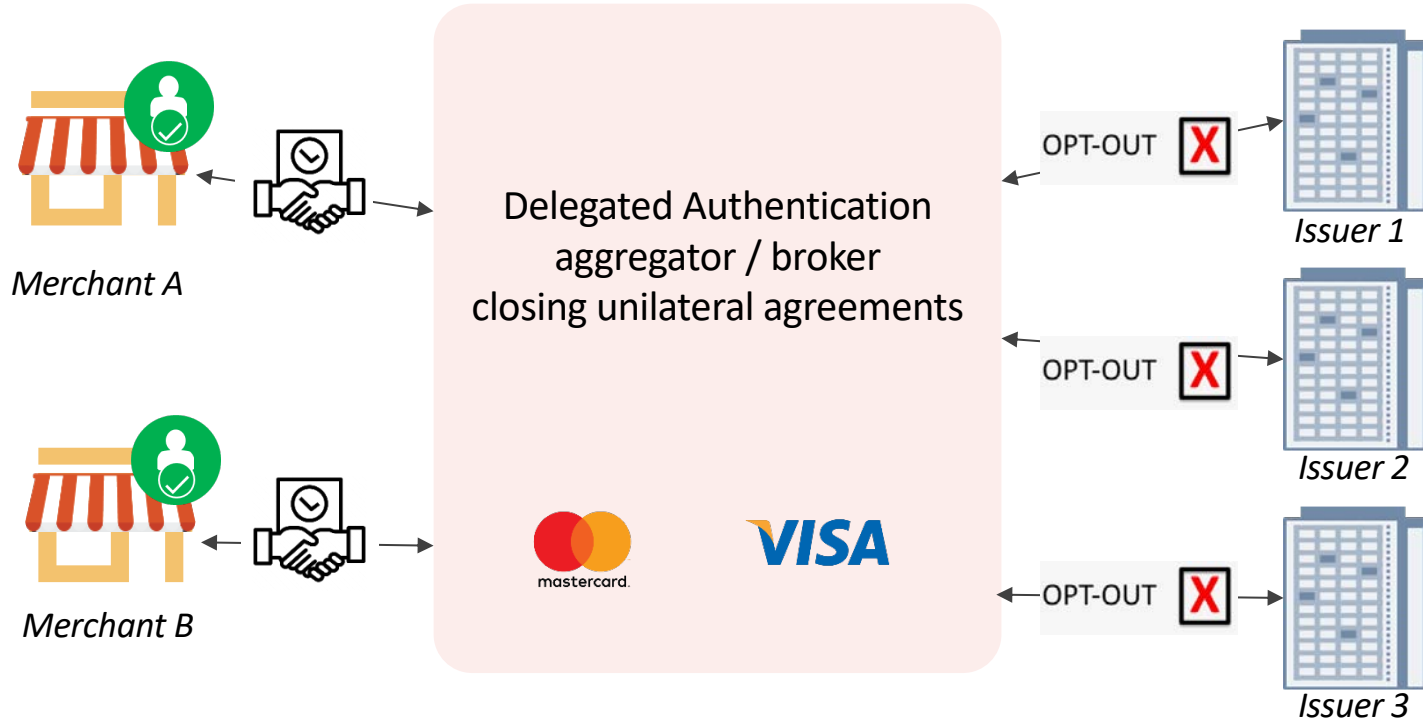 Delegated Authentication
aggregator / broker
closing unilateral agreements
mastercard.
VISA
Merchant A
Merchant B
OPT-OUT X
Issuer 1
OPT-OUT X
Issuer 2
OPT-OUT X
Issuer 3